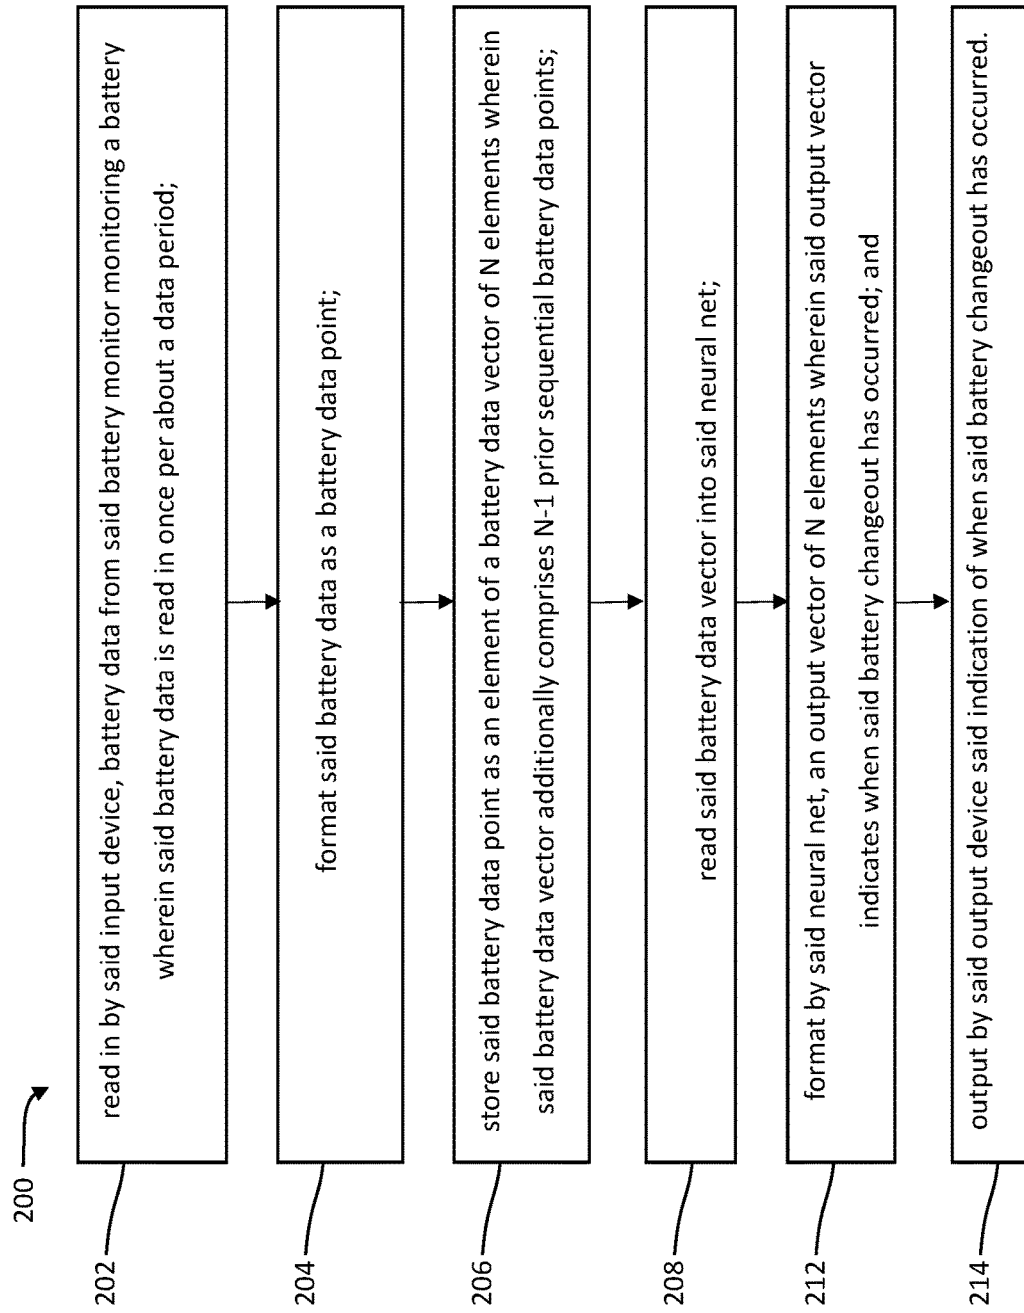 200
202
read in by said input device, battery data from said battery monitor monitoring a battery
wherein said battery data is read in once per about a data period;
204
format said battery data as a battery data point;
206
store said battery data point as an element of a battery data vector of N elements wherein
said battery data vector additionally comprises N-1 prior sequential battery data points;
208
read said battery data vector into said neural net;
212
format by said neural net, an output vector of N elements wherein said output vector
indicates when said battery changeout has occurred; and
214
output by said output device said indication of when said battery changeout has occurred.